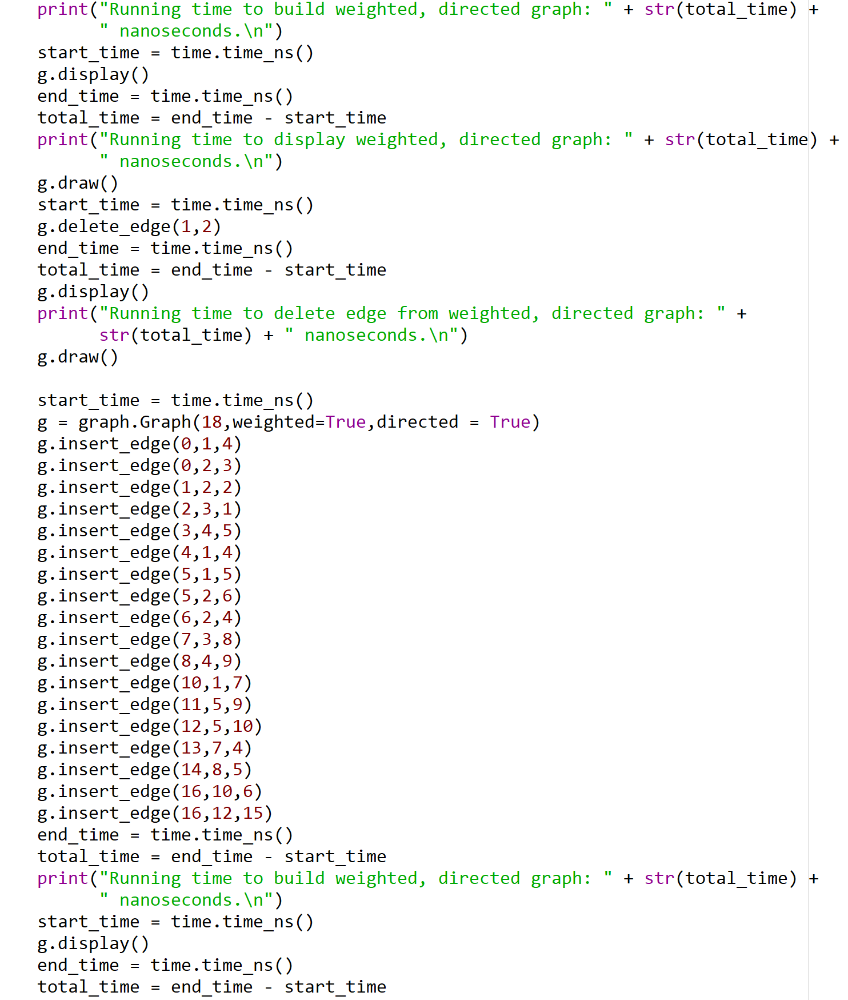 print("Running time to build weighted, directed graph: " + str(total_time) +
      " nanoseconds.\n")
start_time = time.time_ns()
g.display()
end_time = time.time_ns()
total_time = end_time - start_time
print("Running time to display weighted, directed graph: " + str(total_time) +
      " nanoseconds.\n")
g.draw()
start_time = time.time_ns()
g.delete_edge(1,2)
end_time = time.time_ns()
total_time = end_time - start_time
g.display()
print("Running time to delete edge from weighted, directed graph: " +
      str(total_time) + " nanoseconds.\n")
g.draw()

start_time = time.time_ns()
g = graph.Graph(18,weighted=True,directed = True)
g.insert_edge(0,1,4)
g.insert_edge(0,2,3)
g.insert_edge(1,2,2)
g.insert_edge(2,3,1)
g.insert_edge(3,4,5)
g.insert_edge(4,1,4)
g.insert_edge(5,1,5)
g.insert_edge(5,2,6)
g.insert_edge(6,2,4)
g.insert_edge(7,3,8)
g.insert_edge(8,4,9)
g.insert_edge(10,1,7)
g.insert_edge(11,5,9)
g.insert_edge(12,5,10)
g.insert_edge(13,7,4)
g.insert_edge(14,8,5)
g.insert_edge(16,10,6)
g.insert_edge(16,12,15)
end_time = time.time_ns()
total_time = end_time - start_time
print("Running time to build weighted, directed graph: " + str(total_time) +
      " nanoseconds.\n")
start_time = time.time_ns()
g.display()
end_time = time.time_ns()
total_time = end_time - start_time